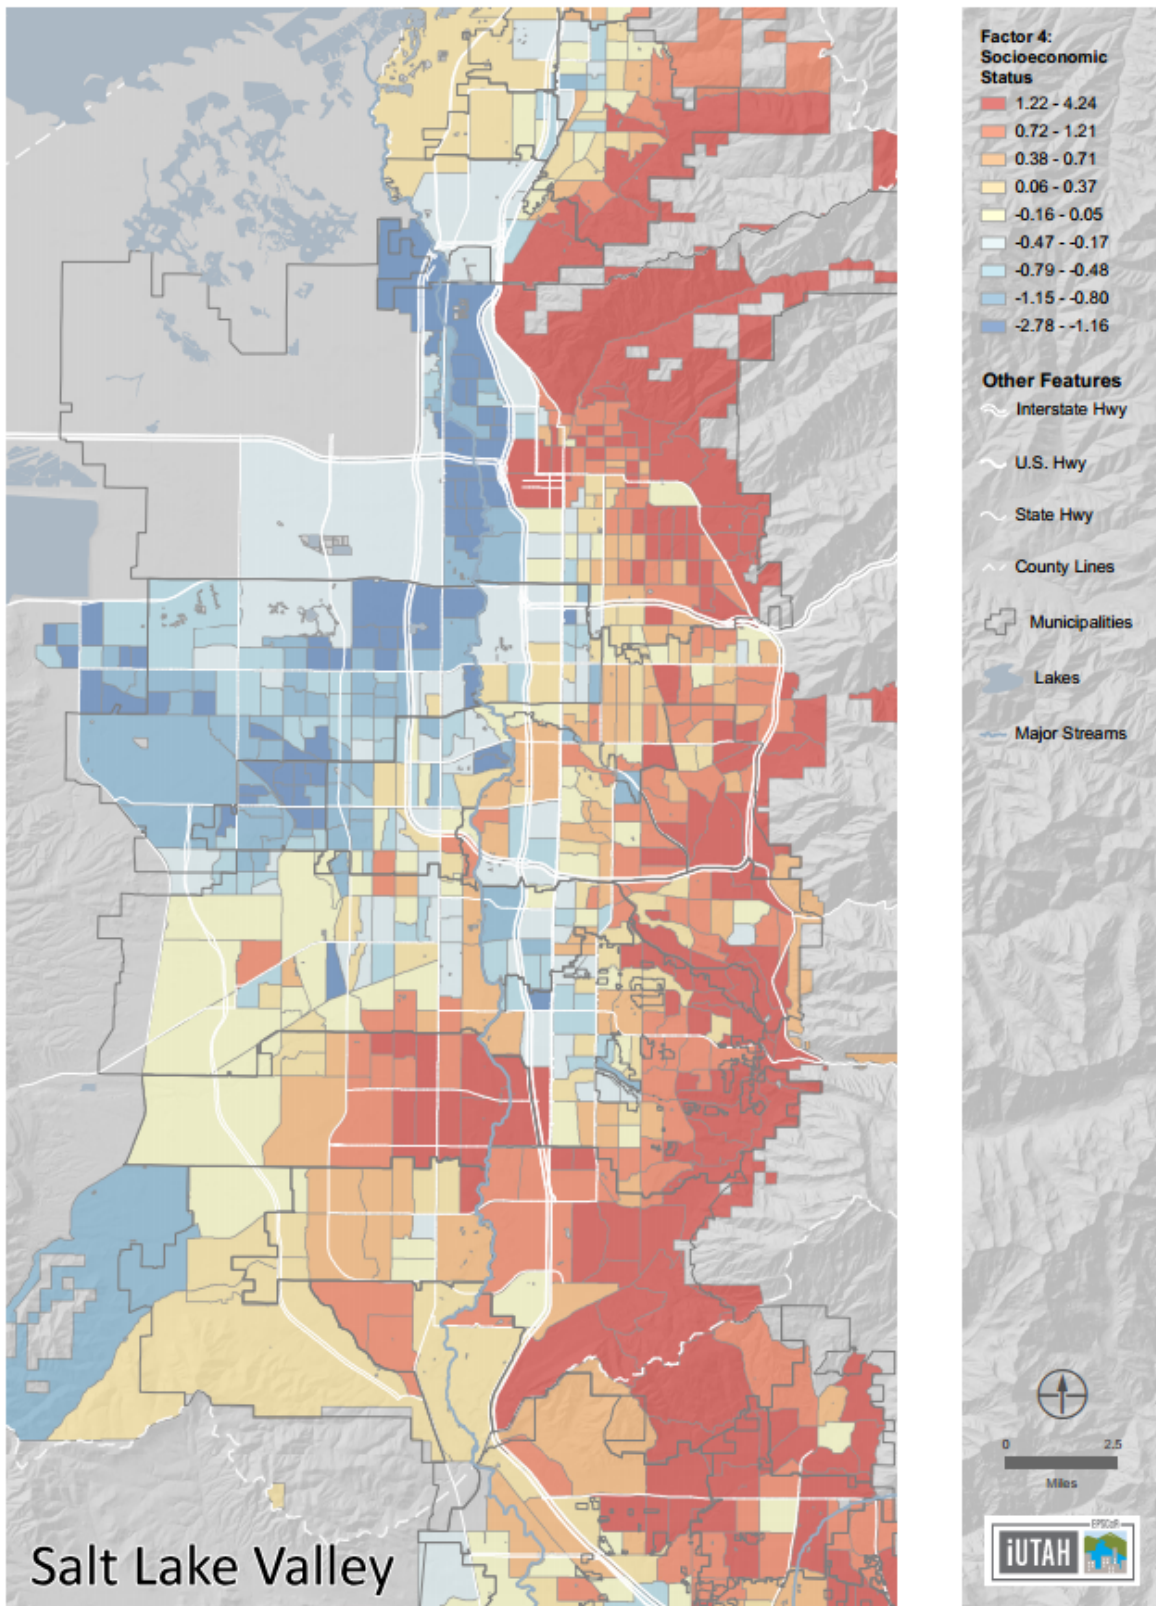 Factor 4:
Socioeconomic
Status
1.22 - 4.24
0.72 - 1.21
0.38 - 0.71
0.06 - 0.37
-0.16 - 0.05
-0.47 - -0.17
-0.79 - -0.48
-1.15 - -0.80
-2.78 - -1.16
Other Features
Interstate Hwy
U.S. Hwy
State Hwy
County Lines
Municipalities
Lakes
Major Streams
0 2.5
Miles
EPSCoR
iUTAH
Salt Lake Valley